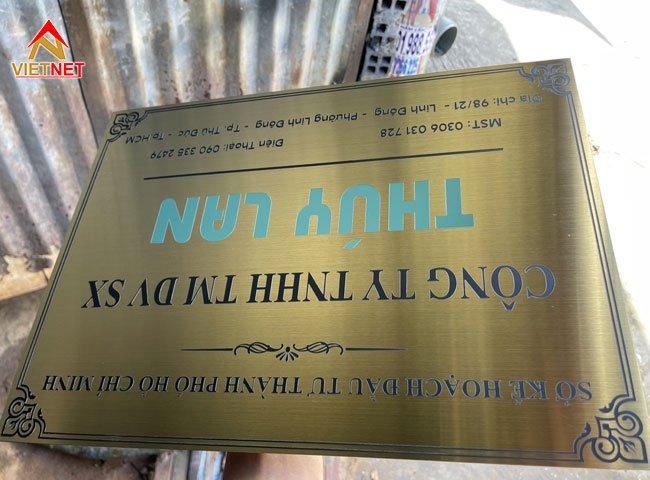 VIETNET
SỞ KẾ HOẠCH ĐẦU TƯ THÀNH PHỐ HỒ CHÍ MINH
CÔNG TY TNHH TM DV SX
THÚY LAN
Điện Thoại: 090 335 2479
MST: 0306 031 728
Địa chỉ: 98/21 - Linh Đông - Phường Linh Đông - Tp. Thủ Đức - Tp.HCM